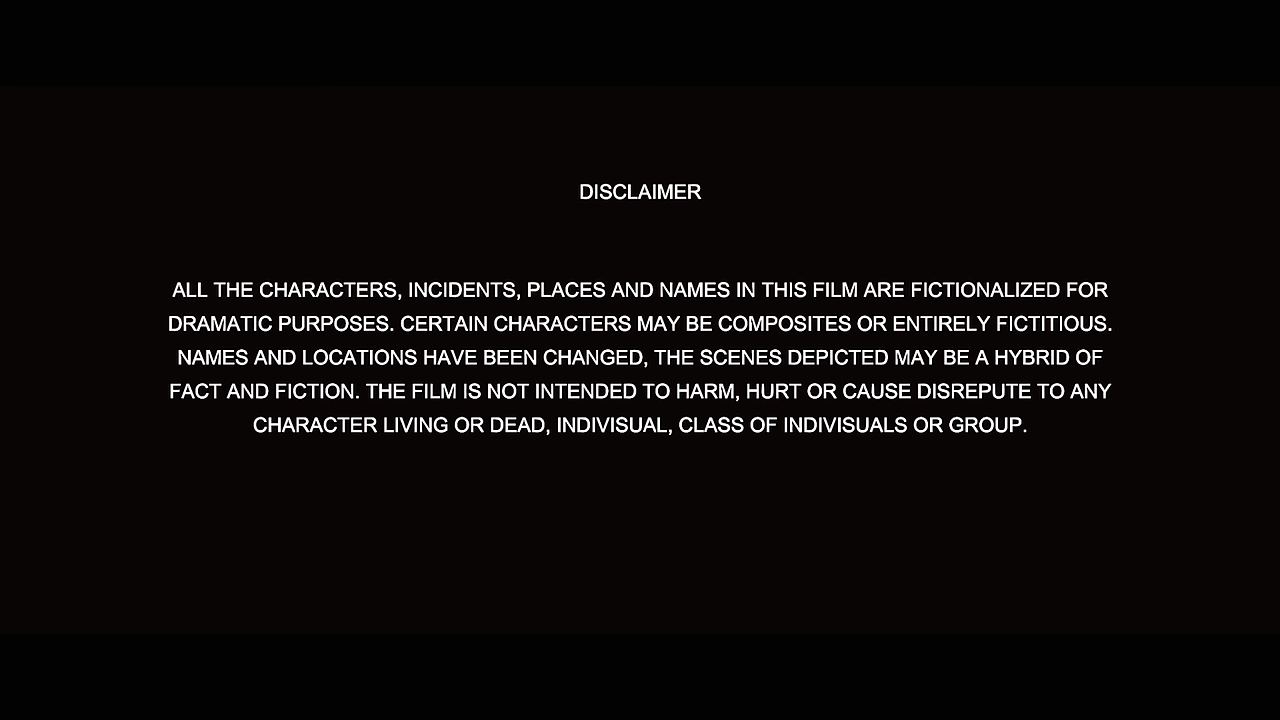 DISCLAIMER
ALL THE CHARACTERS, INCIDENTS, PLACES AND NAMES IN THIS FILM ARE FICTIONALIZED FOR
DRAMATIC PURPOSES. CERTAIN CHARACTERS MAY BE COMPOSITES OR ENTIRELY FICTITIOUS.
NAMES AND LOCATIONS HAVE BEEN CHANGED, THE SCENES DEPICTED MAY BE A HYBRID OF
FACT AND FICTION. THE FILM IS NOT INTENDED TO HARM, HURT OR CAUSE DISREPUTE TO ANY
CHARACTER LIVING OR DEAD, INDIVISUAL, CLASS OF INDIVISUALS OR GROUP.